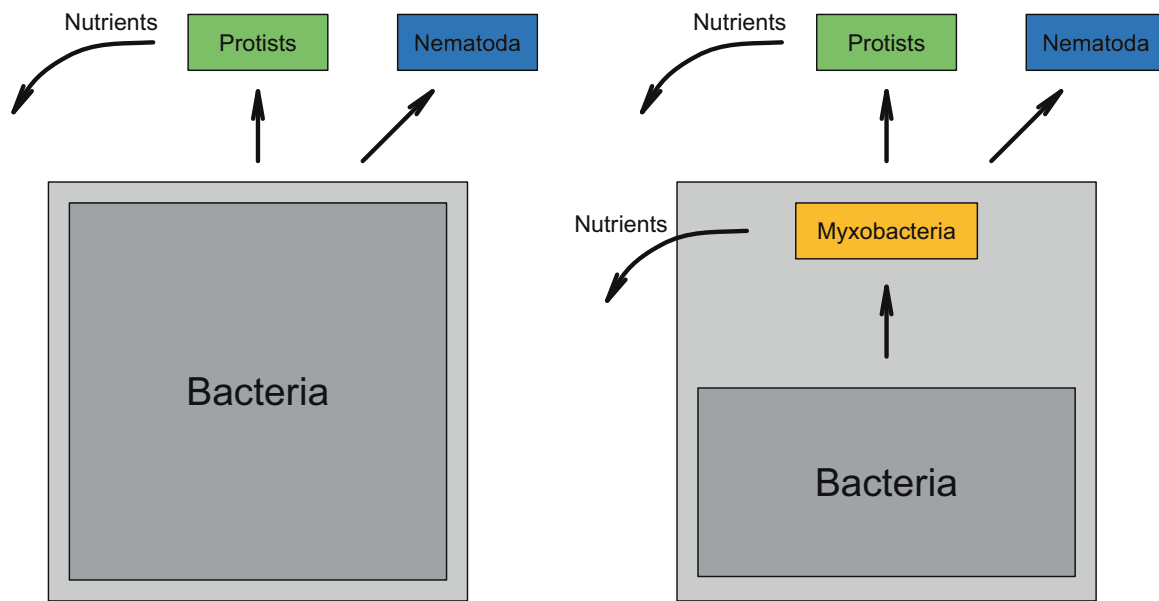 Nutrients
Protists
Nematoda
Bacteria
Nutrients
Protists
Nematoda
Nutrients
Myxobacteria
Bacteria